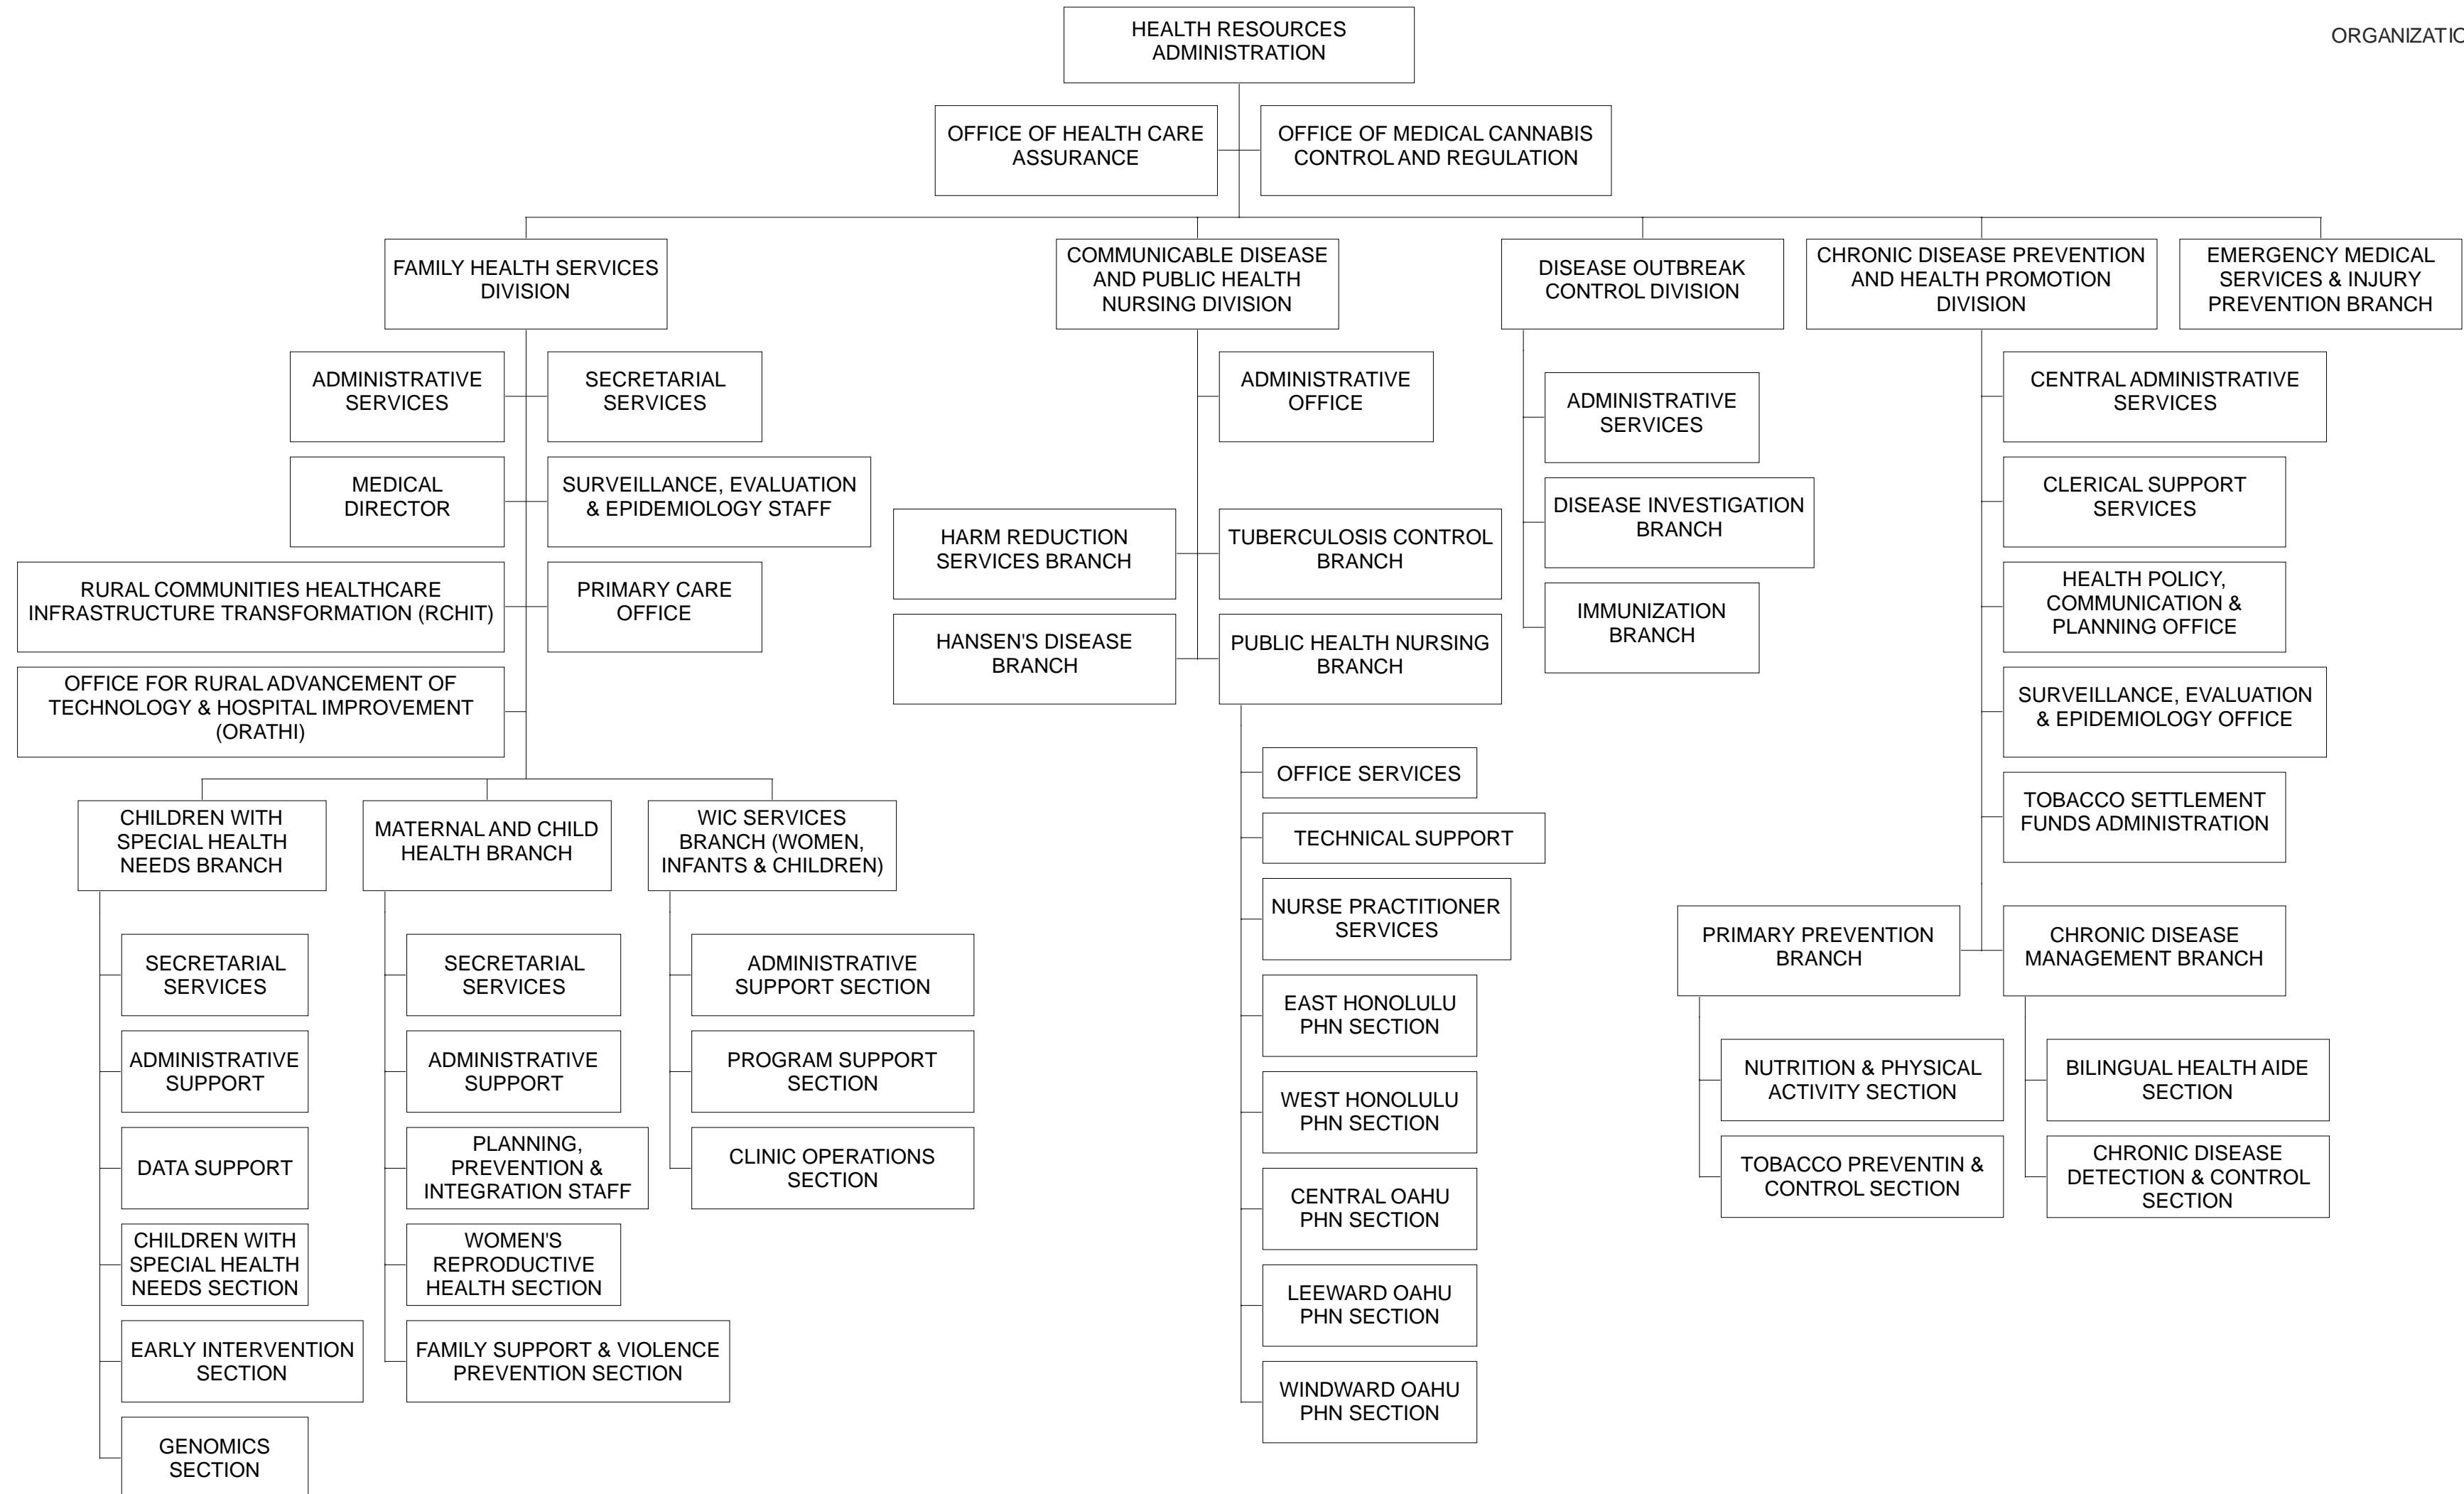 HEALTH RESOURCES
ADMINISTRATION
ORGANIZATIO
OFFICE OF HEALTH CARE
ASSURANCE
OFFICE OF MEDICAL CANNABIS
CONTROL AND REGULATION
FAMILY HEALTH SERVICES
DIVISION
COMMUNICABLE DISEASE
AND PUBLIC HEALTH
NURSING DIVISION
DISEASE OUTBREAK
CONTROL DIVISION
CHRONIC DISEASE PREVENTION
AND HEALTH PROMOTION
DIVISION
EMERGENCY MEDICAL
SERVICES & INJURY
PREVENTION BRANCH
ADMINISTRATIVE
SERVICES
SECRETARIAL
SERVICES
MEDICAL
DIRECTOR
SURVEILLANCE, EVALUATION
& EPIDEMIOLOGY STAFF
RURAL COMMUNITIES HEALTHCARE
INFRASTRUCTURE TRANSFORMATION (RCHIT)
PRIMARY CARE
OFFICE
OFFICE FOR RURAL ADVANCEMENT OF
TECHNOLOGY & HOSPITAL IMPROVEMENT
(ORATHI)
CHILDREN WITH
SPECIAL HEALTH
NEEDS BRANCH
MATERNAL AND CHILD
HEALTH BRANCH
WIC SERVICES
BRANCH (WOMEN,
INFANTS & CHILDREN)
SECRETARIAL
SERVICES
ADMINISTRATIVE
SUPPORT
DATA SUPPORT
CHILDREN WITH
SPECIAL HEALTH
NEEDS SECTION
EARLY INTERVENTION
SECTION
GENOMICS
SECTION
SECRETARIAL
SERVICES
ADMINISTRATIVE
SUPPORT
PLANNING,
PREVENTION &
INTEGRATION STAFF
WOMEN'S
REPRODUCTIVE
HEALTH SECTION
FAMILY SUPPORT & VIOLENCE
PREVENTION SECTION
ADMINISTRATIVE
SUPPORT SECTION
PROGRAM SUPPORT
SECTION
CLINIC OPERATIONS
SECTION
ADMINISTRATIVE
OFFICE
HARM REDUCTION
SERVICES BRANCH
TUBERCULOSIS CONTROL
BRANCH
HANSEN'S DISEASE
BRANCH
PUBLIC HEALTH NURSING
BRANCH
OFFICE SERVICES
TECHNICAL SUPPORT
NURSE PRACTITIONER
SERVICES
EAST HONOLULU
PHN SECTION
WEST HONOLULU
PHN SECTION
CENTRAL OAHU
PHN SECTION
LEEWARD OAHU
PHN SECTION
WINDWARD OAHU
PHN SECTION
ADMINISTRATIVE
SERVICES
DISEASE INVESTIGATION
BRANCH
IMMUNIZATION
BRANCH
CENTRAL ADMINISTRATIVE
SERVICES
CLERICAL SUPPORT
SERVICES
HEALTH POLICY,
COMMUNICATION &
PLANNING OFFICE
SURVEILLANCE, EVALUATION
& EPIDEMIOLOGY OFFICE
TOBACCO SETTLEMENT
FUNDS ADMINISTRATION
PRIMARY PREVENTION
BRANCH
CHRONIC DISEASE
MANAGEMENT BRANCH
NUTRITION & PHYSICAL
ACTIVITY SECTION
TOBACCO PREVENTIN &
CONTROL SECTION
BILINGUAL HEALTH AIDE
SECTION
CHRONIC DISEASE
DETECTION & CONTROL
SECTION